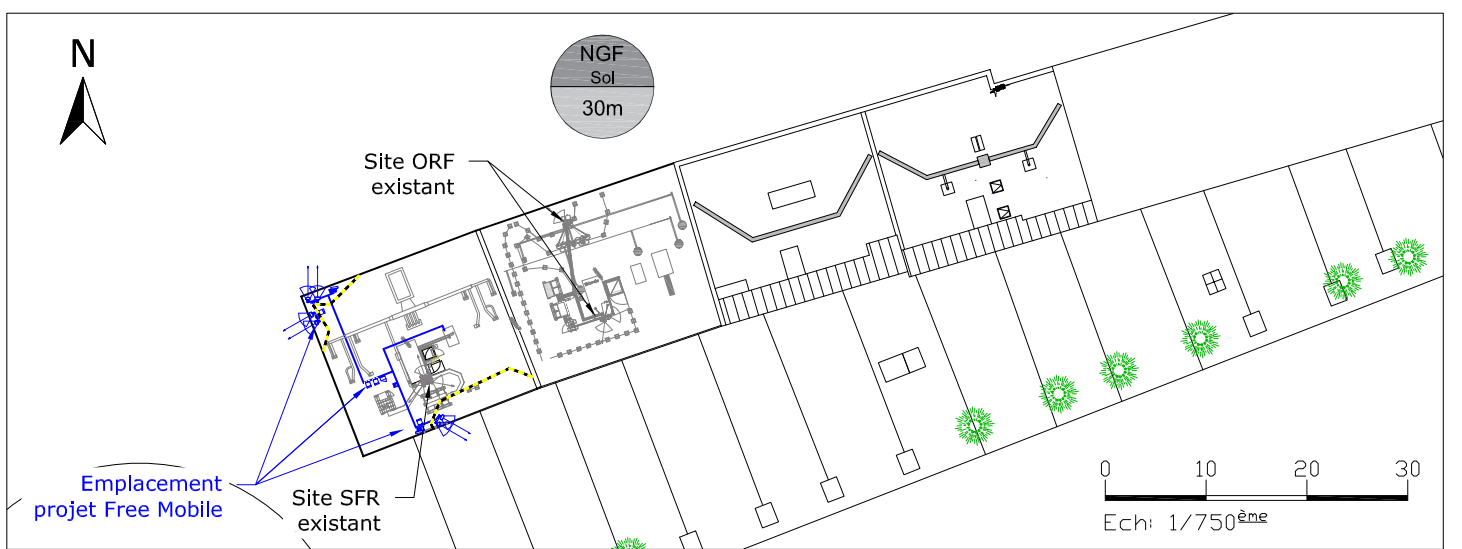 N
NGF
Sol
30m
Site ORF
existant
Emplacement
projet Free Mobile
Site SFR
existant
0 10 20 30
Ech: 1/750ème